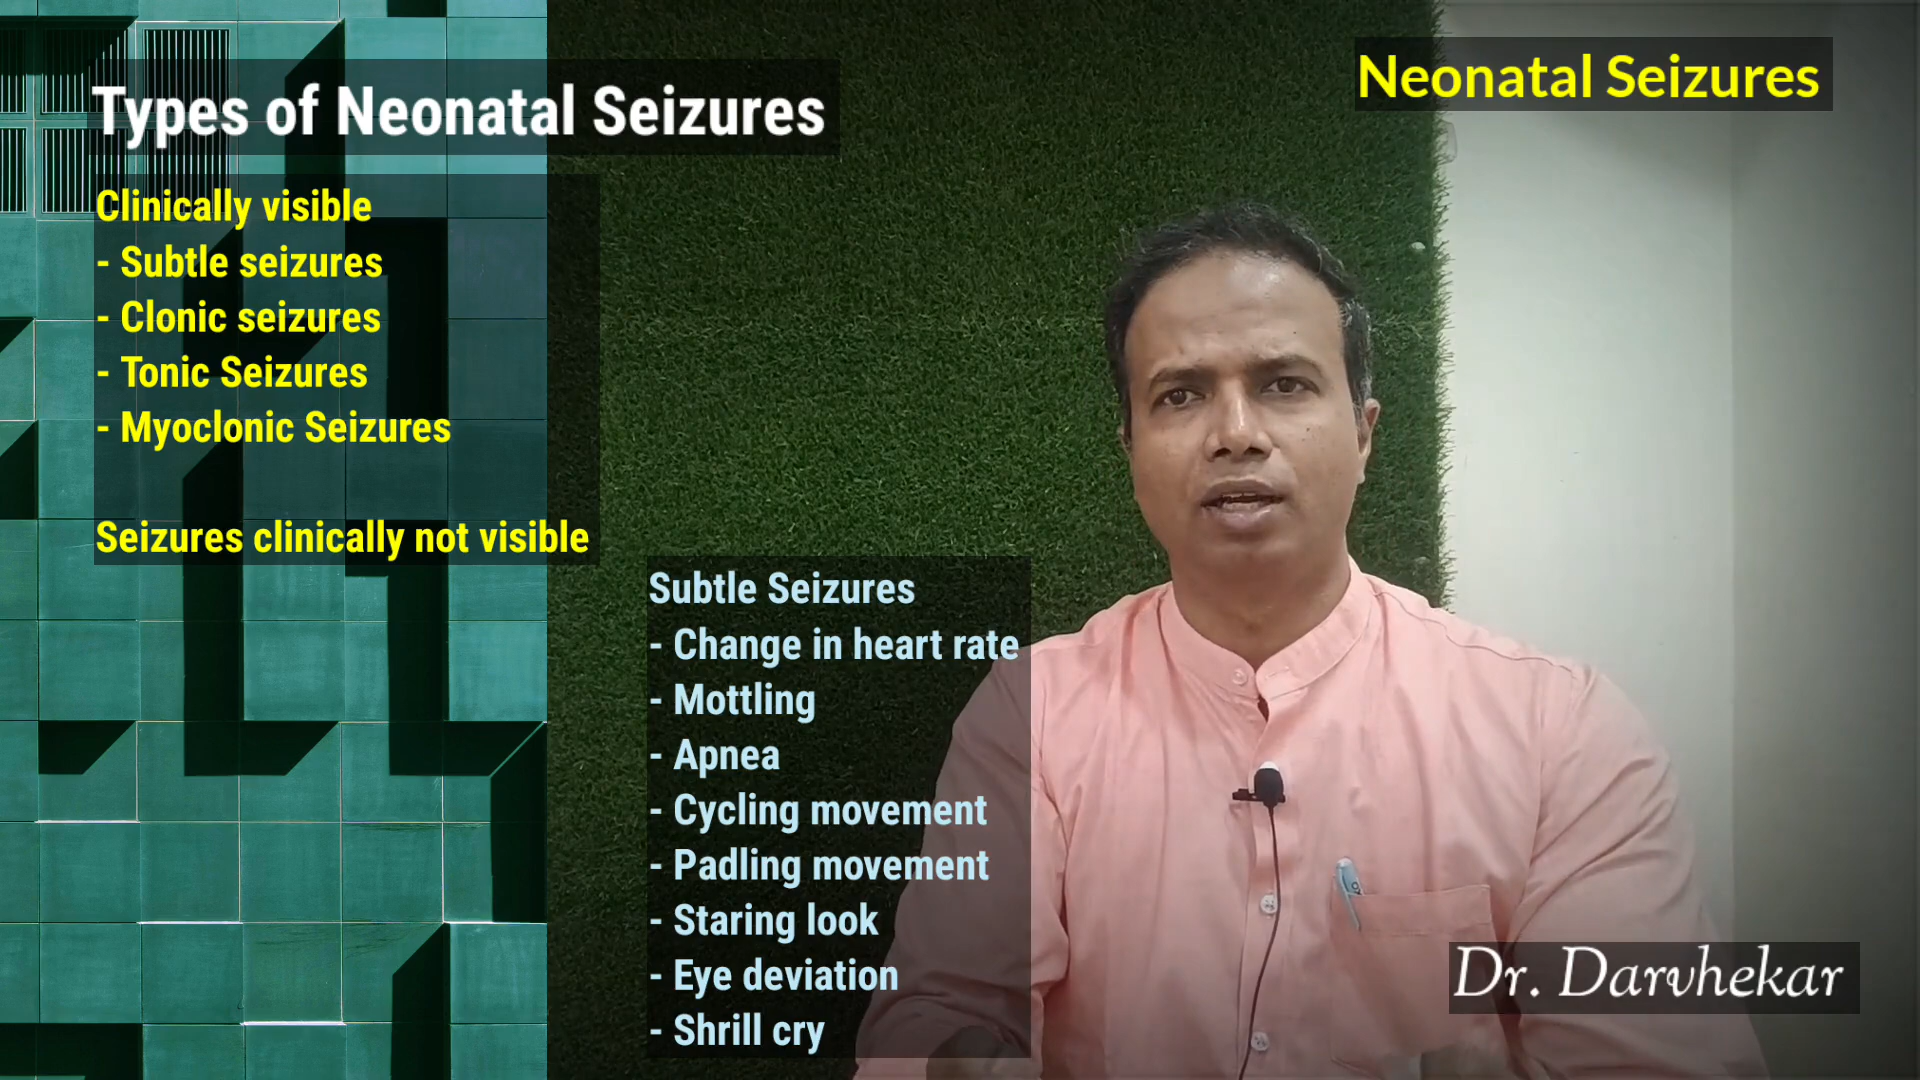 Types of Neonatal Seizures
Clinically visible
- Subtle seizures
- Clonic seizures
- Tonic Seizures
- Myoclonic Seizures
Seizures clinically not visible
Neonatal Seizures
Subtle Seizures
- Change in heart rate
- Mottling
- Apnea
- Cycling movement
- Padling movement
- Staring look
- Eye deviation
- Shrill cry
Dr. Darvhekar